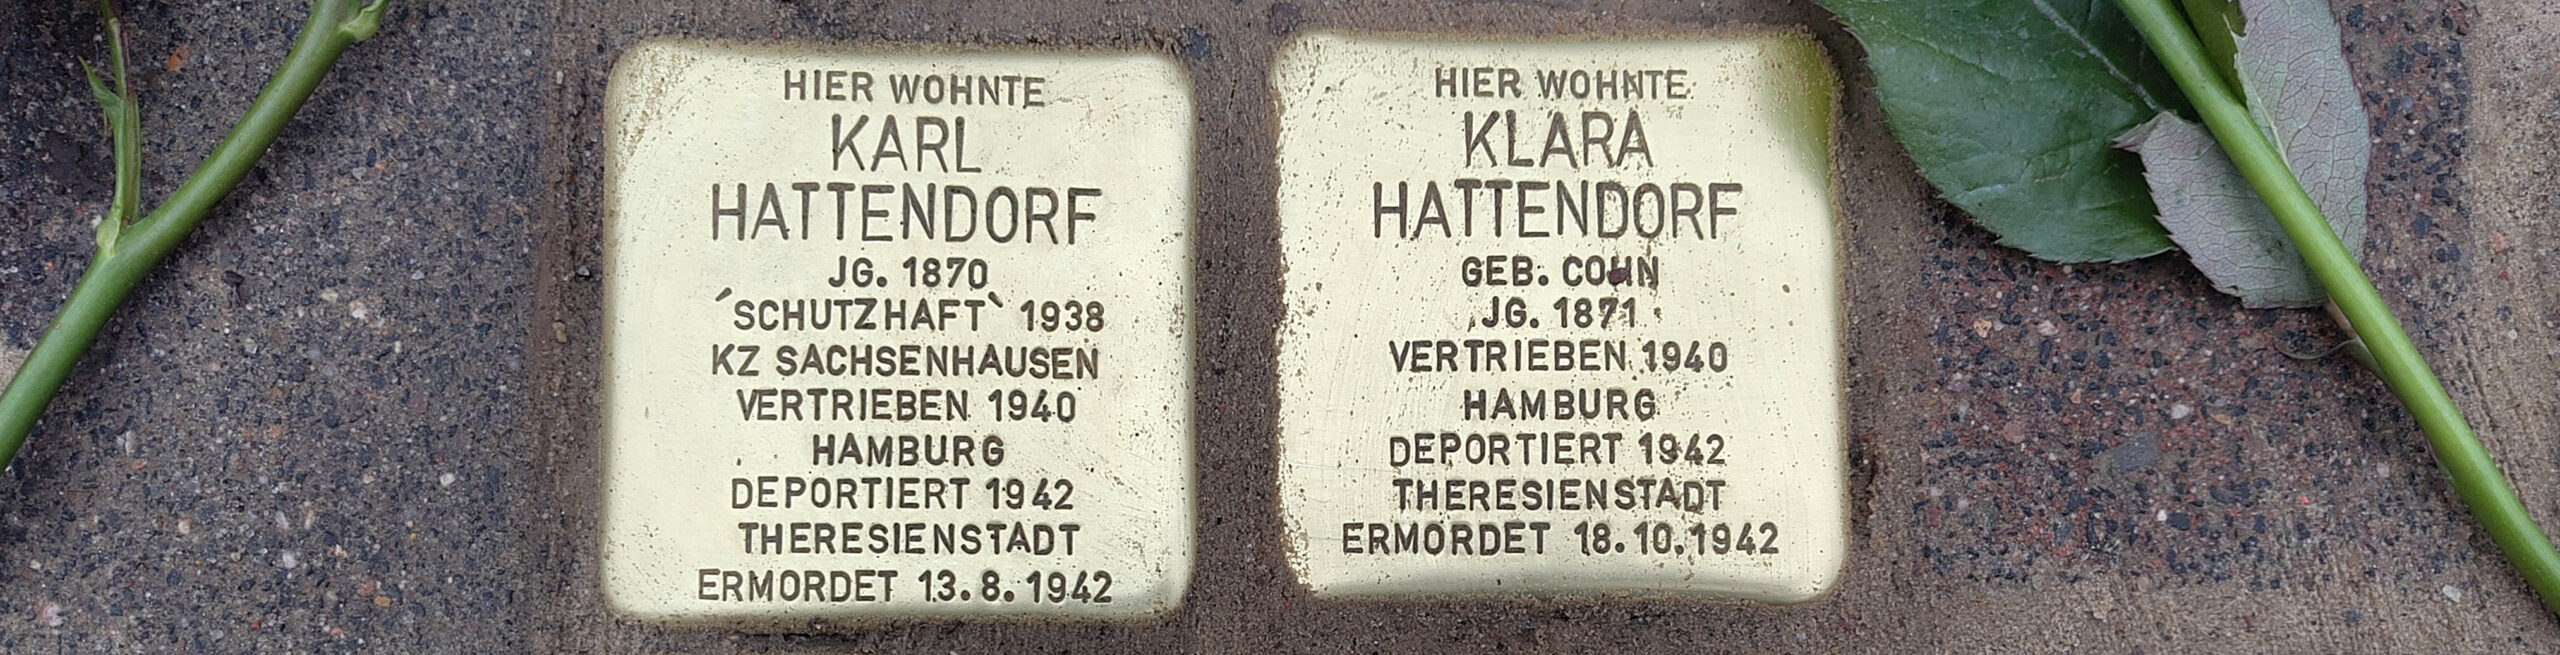 HIER WOHNTE
KARL
HATTENDORF
JG. 1870
´SCHUTZHAFT` 1938
KZ SACHSENHAUSEN
VERTRIEBEN 1940
HAMBURG
DEPORTIERT 1942
THERESIENSTADT
ERMORDET 13.8.1942
HIER WOHNTE
KLARA
HATTENDORF
GEB. COHN
JG. 1871
VERTRIEBEN 1940
HAMBURG
DEPORTIERT 1942
THERESIENSTADT
ERMORDET 18.10.1942